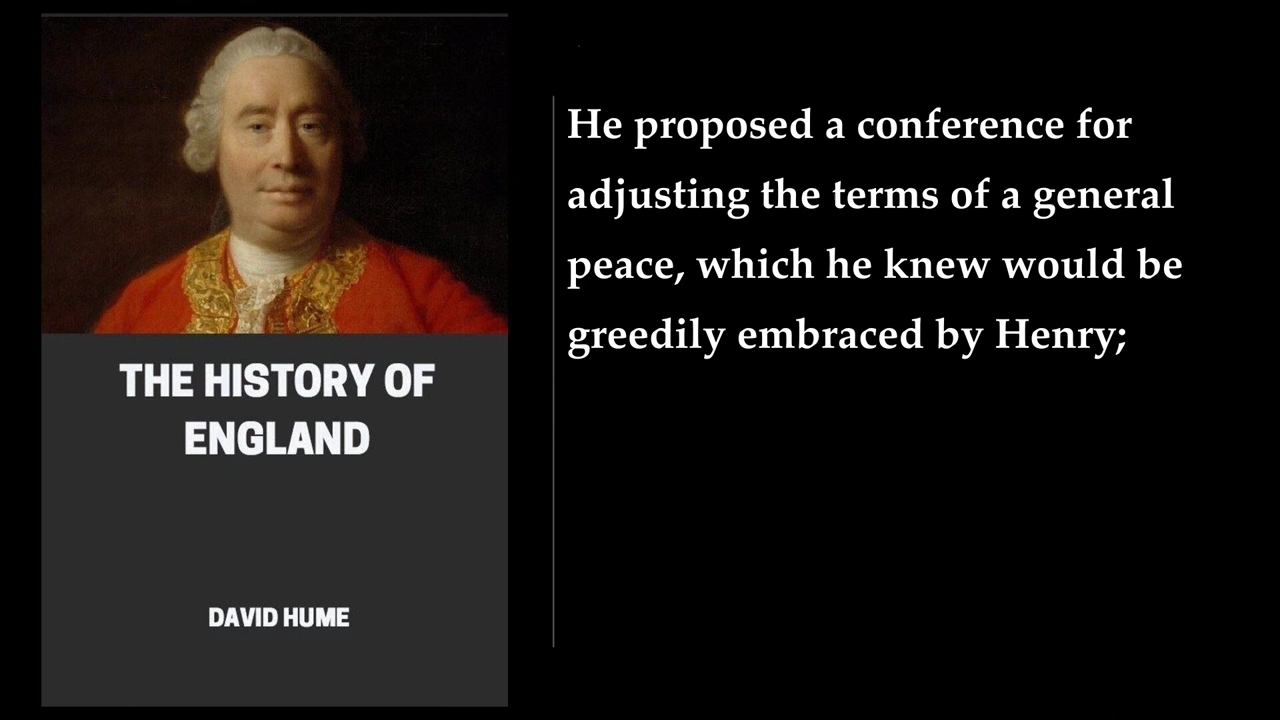 THE HISTORY OF
ENGLAND
DAVID HUME
He proposed a conference for
adjusting the terms of a general
peace, which he knew would be
greedily embraced by Henry;